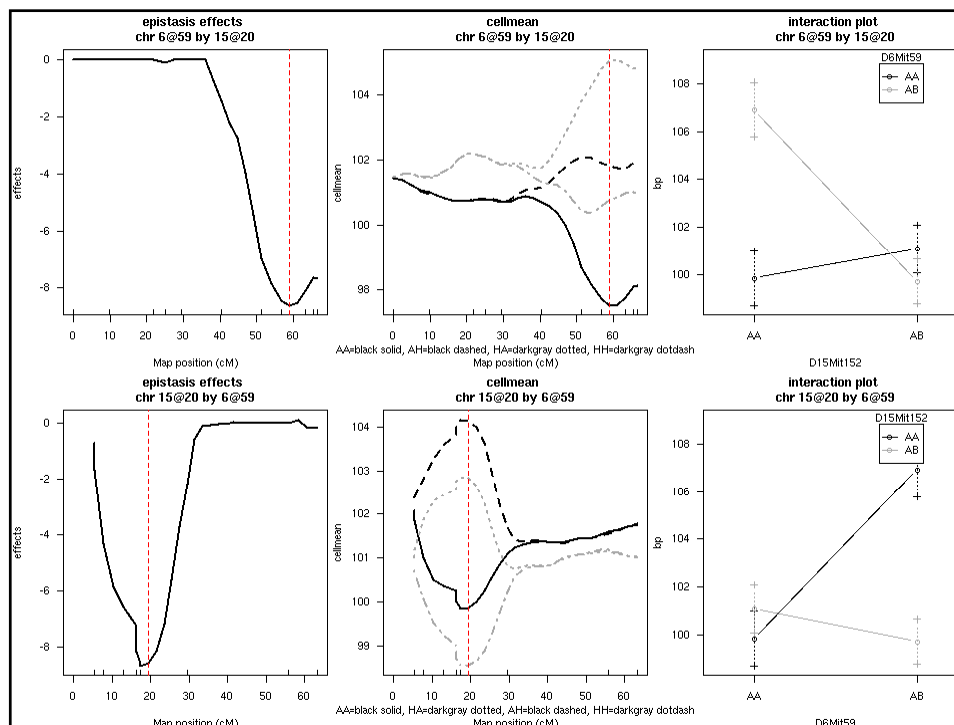 epistasis effects
chr 6@59 by 15@20
effects
0
-2
-4
-6
-8
0
10
20
30
40
50
60
Map position (cM)
cellmean
chr 6@59 by 15@20
cellmean
104
102
100
98
0
10
20
30
40
50
60
AA=black solid, AH=black dashed, HA=darkgray dotted, HH=darkgray dotdash
Map position (cM)
interaction plot
chr 6@59 by 15@20
D6Mit59
AA
AB
bp
108
106
104
102
100
AA
AB
D15Mit152
epistasis effects
chr 15@20 by 6@59
effects
0
-2
-4
-6
-8
0
10
20
30
40
50
60
Map position (cM)
cellmean
chr 15@20 by 6@59
cellmean
104
103
102
101
100
99
0
10
20
30
40
50
60
AA=black solid, HA=darkgray dotted, AH=black dashed, HH=darkgray dotdash
Map position (cM)
interaction plot
chr 15@20 by 6@59
D15Mit152
AA
AB
bp
108
106
104
102
100
AA
AB
D6Mit59